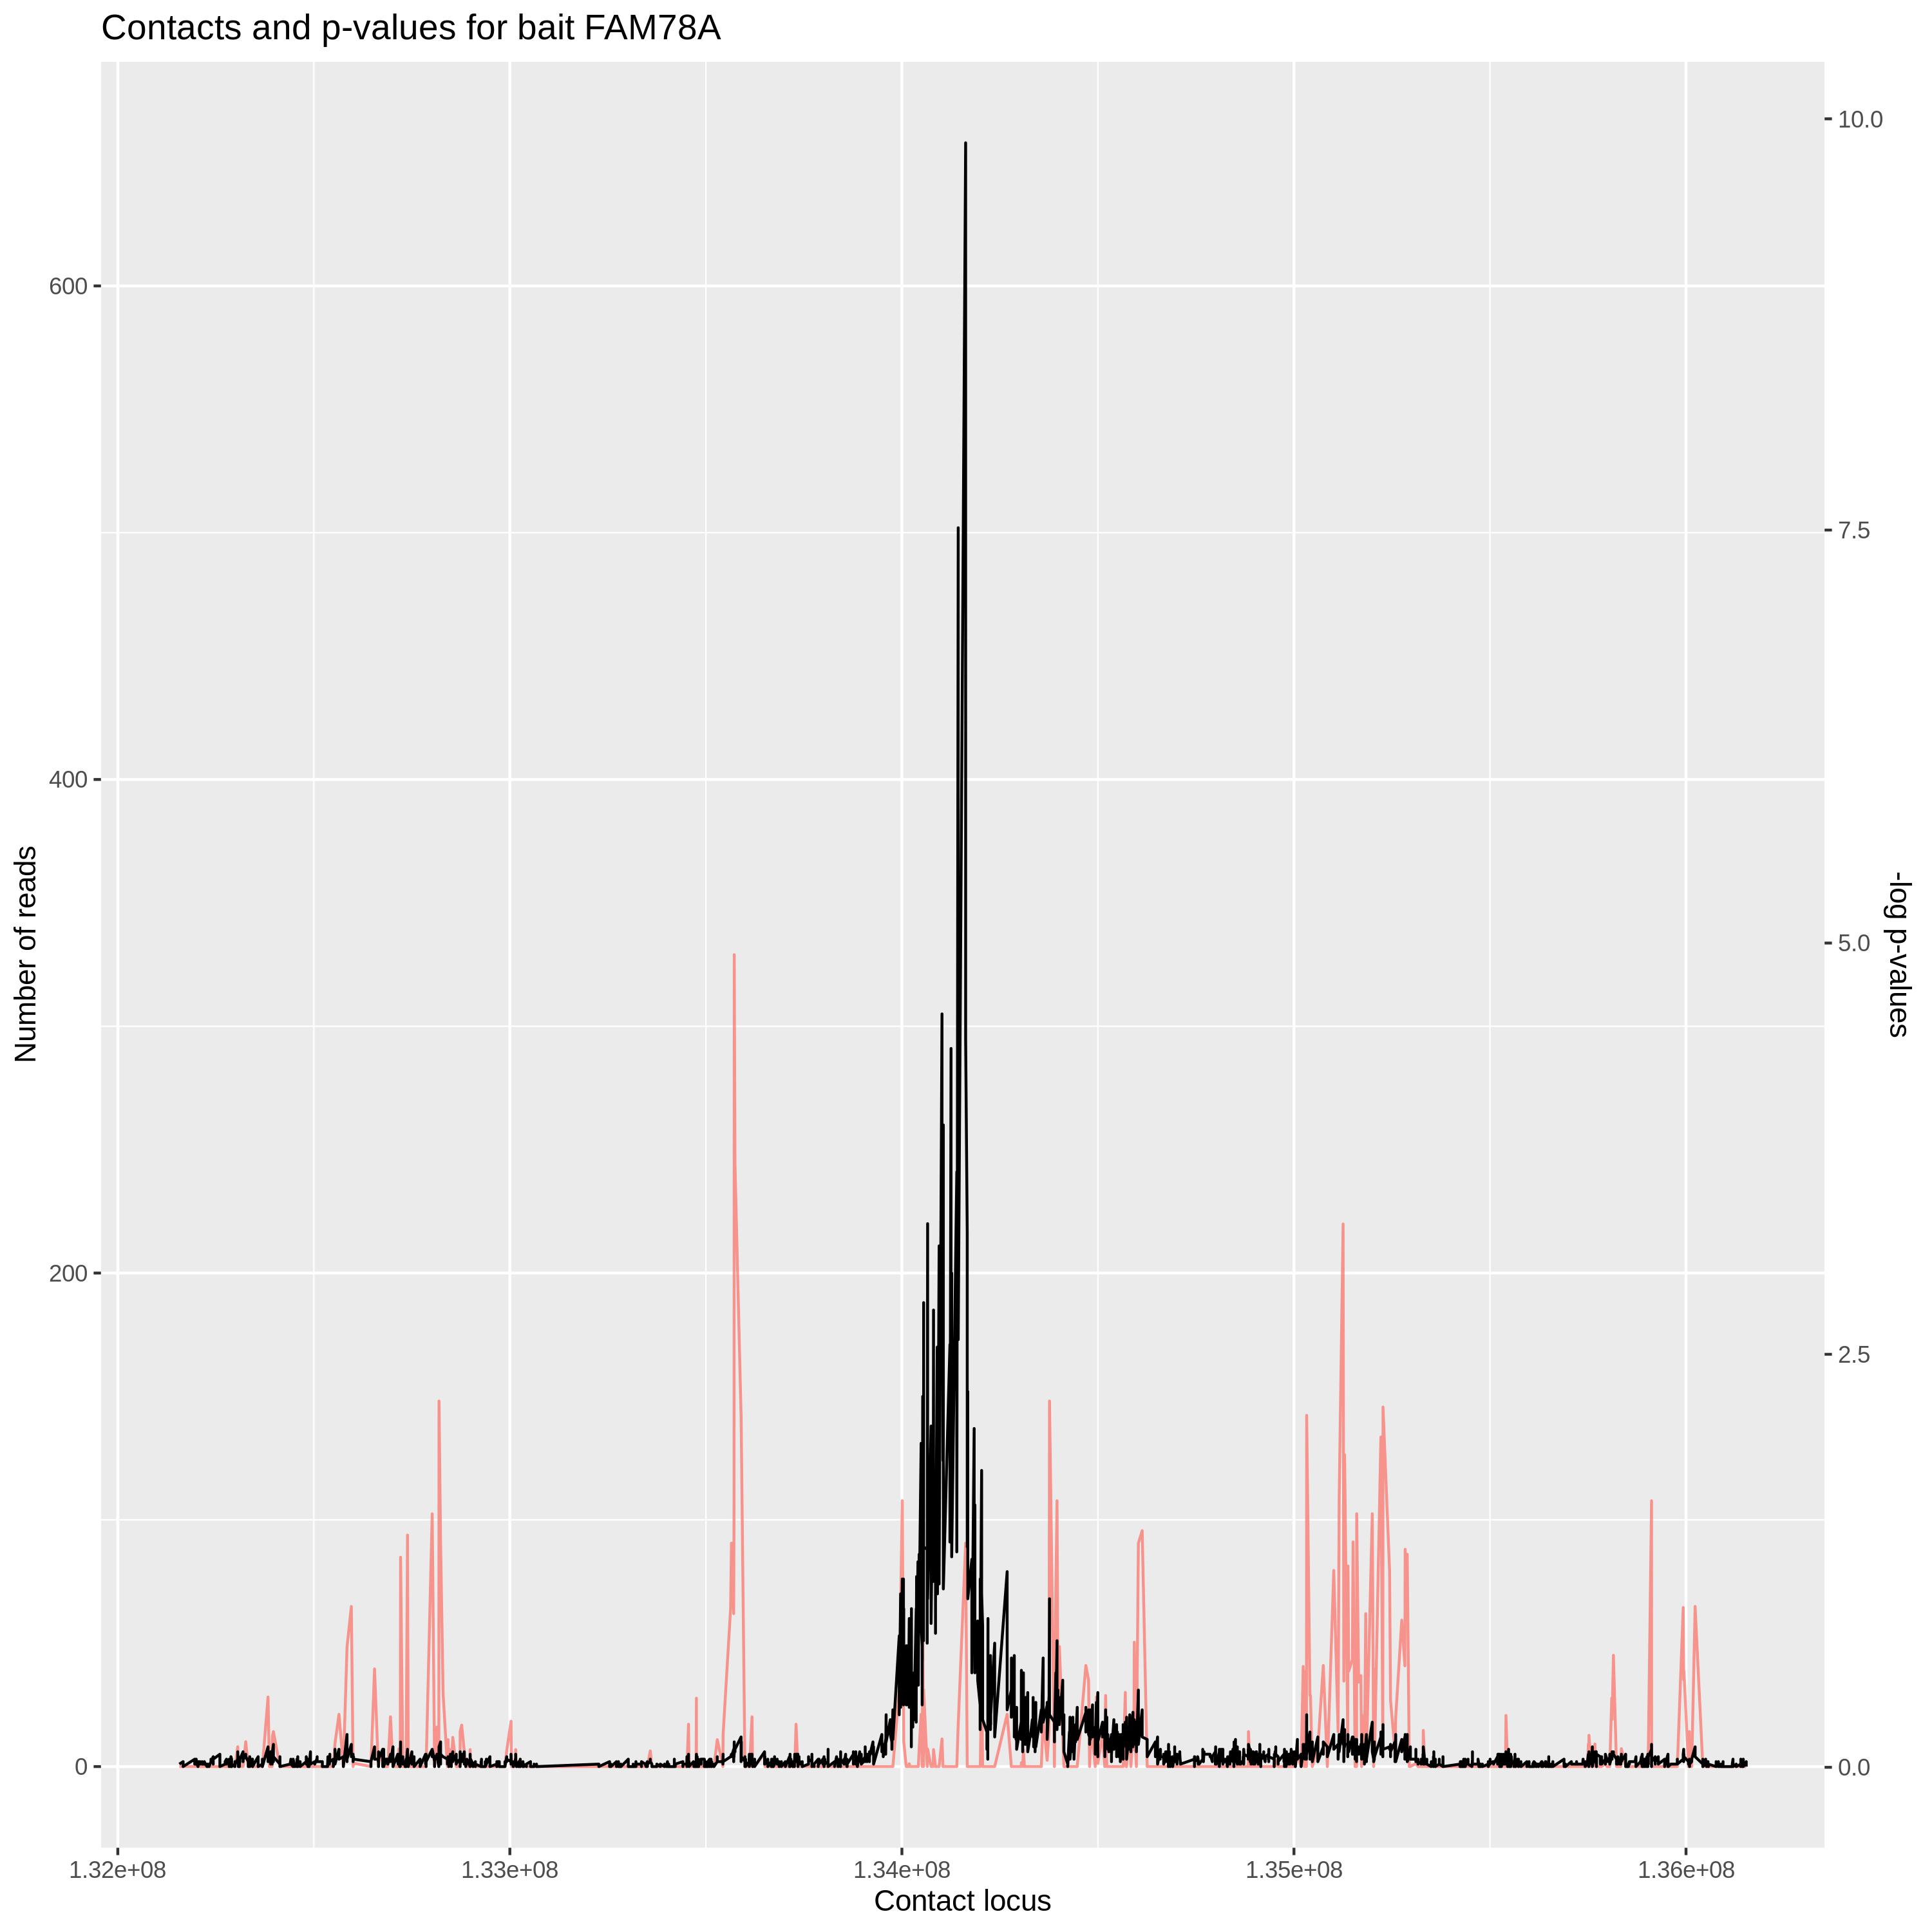 Contacts and p-values for bait FAM78A
Number of reads
600
400
200
0
10.0
7.5
5.0
2.5
0.0
-log p-values
1.32e+08 1.33e+08 1.34e+08 1.35e+08 1.36e+08
Contact locus